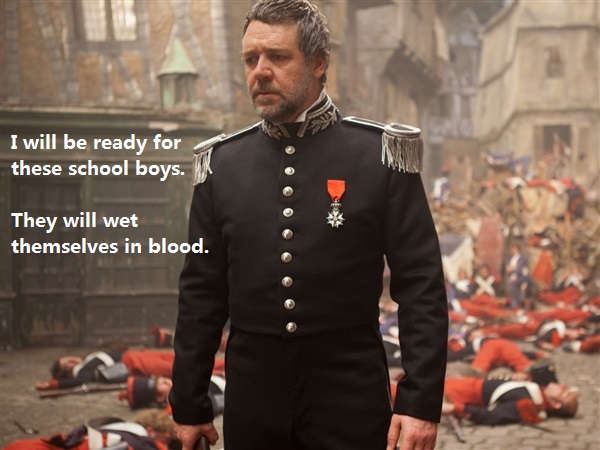 I will be ready for
these school boys.
They will wet
themselves in blood.